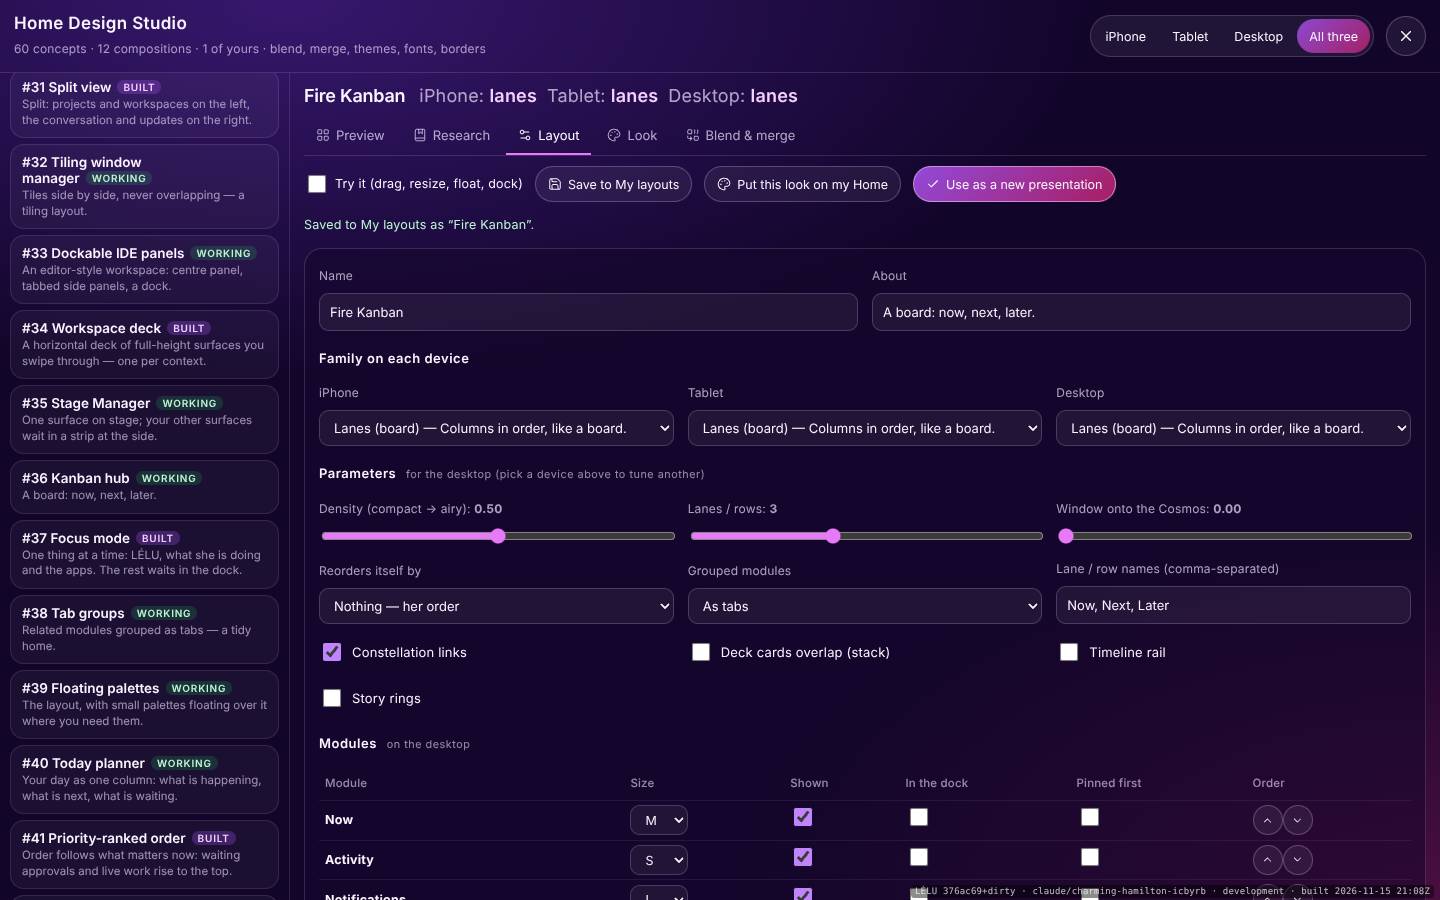 Home Design Studio
60 concepts · 12 compositions · 1 of yours · blend, merge, themes, fonts, borders
iPhone Tablet Desktop All three
#31 Split view BUILT
Split: projects and workspaces on the left,
the conversation and updates on the right.
#32 Tiling window
manager WORKING
Tiles side by side, never overlapping — a
tiling layout.
#33 Dockable IDE panels WORKING
An editor-style workspace: centre panel,
tabbed side panels, a dock.
#34 Workspace deck BUILT
A horizontal deck of full-height surfaces you
swipe through — one per context.
#35 Stage Manager WORKING
One surface on stage; your other surfaces
wait in a strip at the side.
#36 Kanban hub WORKING
A board: now, next, later.
#37 Focus mode BUILT
One thing at a time: LÉLU, what she is doing
and the apps. The rest waits in the dock.
#38 Tab groups WORKING
Related modules grouped as tabs — a tidy
home.
#39 Floating palettes WORKING
The layout, with small palettes floating over it
where you need them.
#40 Today planner WORKING
Your day as one column: what is happening,
what is next, what is waiting.
#41 Priority-ranked order BUILT
Order follows what matters now: waiting
approvals and live work rise to the top.
Fire Kanban iPhone: lanes Tablet: lanes Desktop: lanes
Preview Research Layout Look Blend & merge
Try it (drag, resize, float, dock) Save to My layouts Put this look on my Home Use as a new presentation
Saved to My layouts as “Fire Kanban”.
Name About
Fire Kanban A board: now, next, later.
Family on each device
iPhone Tablet Desktop
Lanes (board) — Columns in order, like a board. Lanes (board) — Columns in order, like a board. Lanes (board) — Columns in order, like a board.
Parameters for the desktop (pick a device above to tune another)
Density (compact → airy): 0.50 Lanes / rows: 3 Window onto the Cosmos: 0.00
Reorders itself by Grouped modules Lane / row names (comma-separated)
Nothing — her order As tabs Now, Next, Later
Constellation links Deck cards overlap (stack) Timeline rail
Story rings
Modules on the desktop
Module Size Shown In the dock Pinned first Order
Now M
Activity S
Notifications
LÉLU 376ac69+dirty · claude/charming-hamilton-icbyrb · development · built 2026-11-15 21:08Z